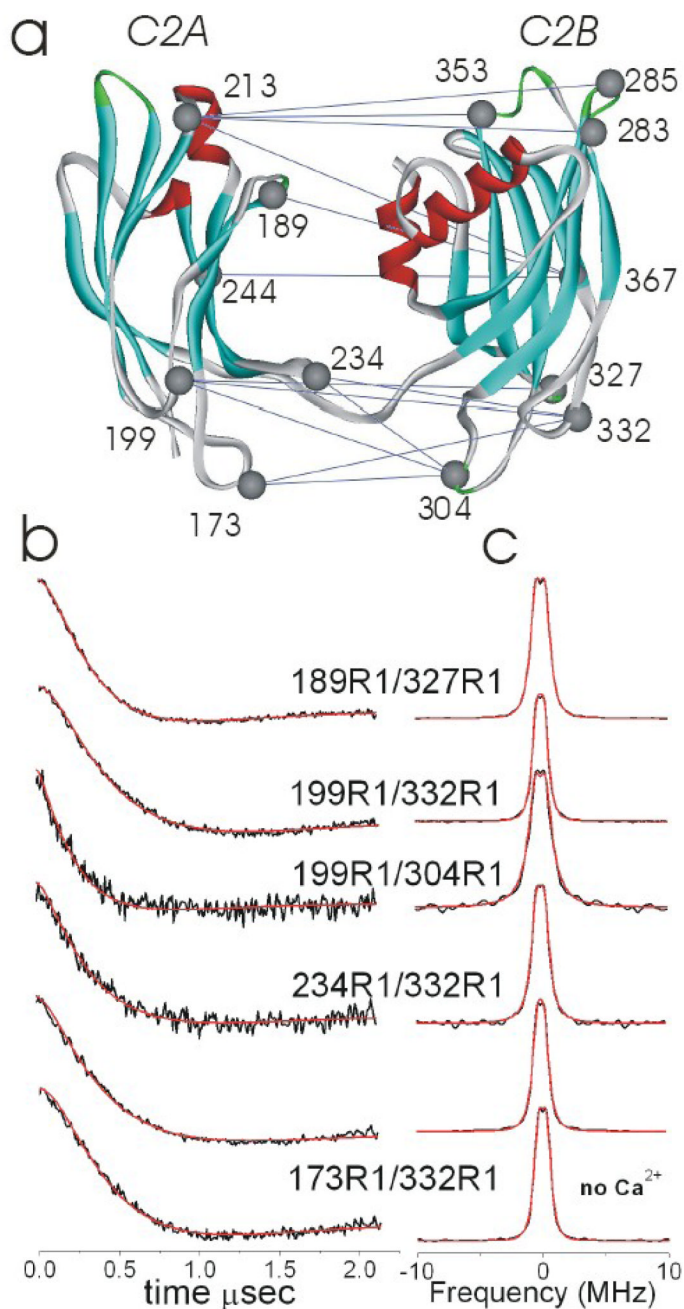 a
C2A
C2B
213
353
285
283
189
244
367
234
327
199
332
173
304
b
c
189R1/327R1
199R1/332R1
199R1/304R1
234R1/332R1
173R1/332R1
no Ca2+
0.0 0.5 1.0 1.5 2.0
-10 0 10
time µsec
Frequency (MHz)